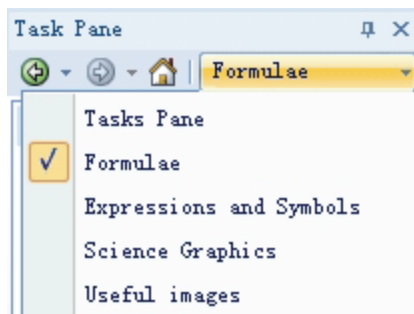 Task Pane
Formulae
Tasks Pane
Formulae
Expressions and Symbols
Science Graphics
Useful images